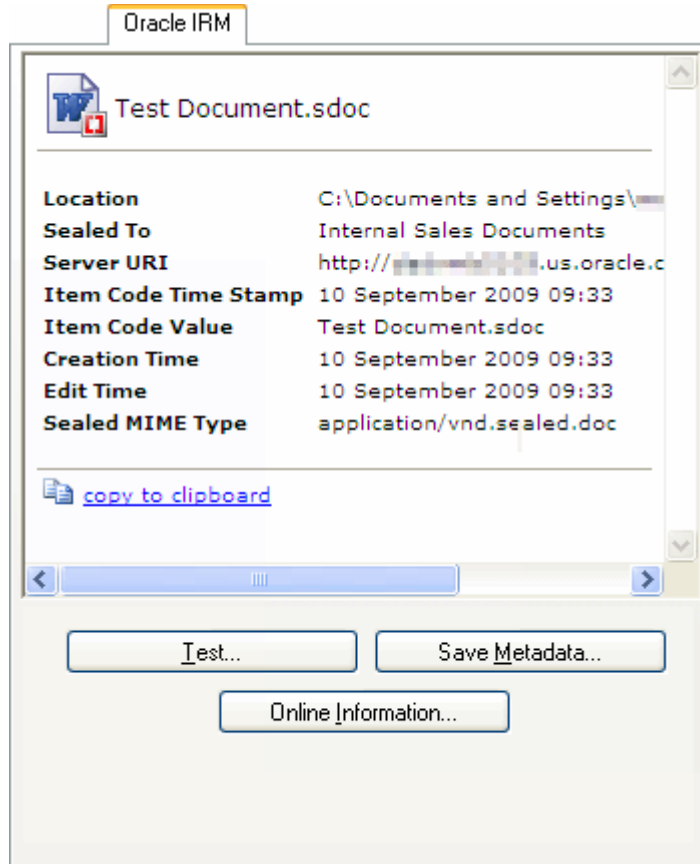 Oracle IRM
Test Document.sdoc
Location C:\Documents and Settings\
Sealed To Internal Sales Documents
Server URI http:// .us.oracle.c
Item Code Time Stamp 10 September 2009 09:33
Item Code Value Test Document.sdoc
Creation Time 10 September 2009 09:33
Edit Time 10 September 2009 09:33
Sealed MIME Type application/vnd.sealed.doc
copy to clipboard
Test... Save Metadata...
Online Information...